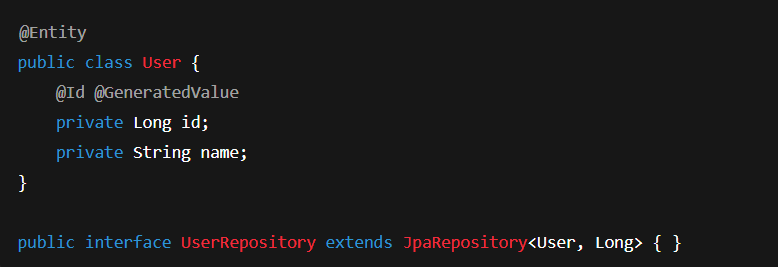 @Entity
public class User {
    @Id @GeneratedValue
    private Long id;
    private String name;
}
public interface UserRepository extends JpaRepository<User, Long> { }